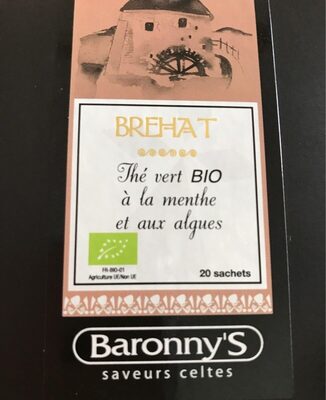 BREHAT
Thé vert BIO
à la menthe
et aux algues
FR-BIO-01
Agriculture UE/Non UE
20 sachets
Baronny'S
saveurs celtes